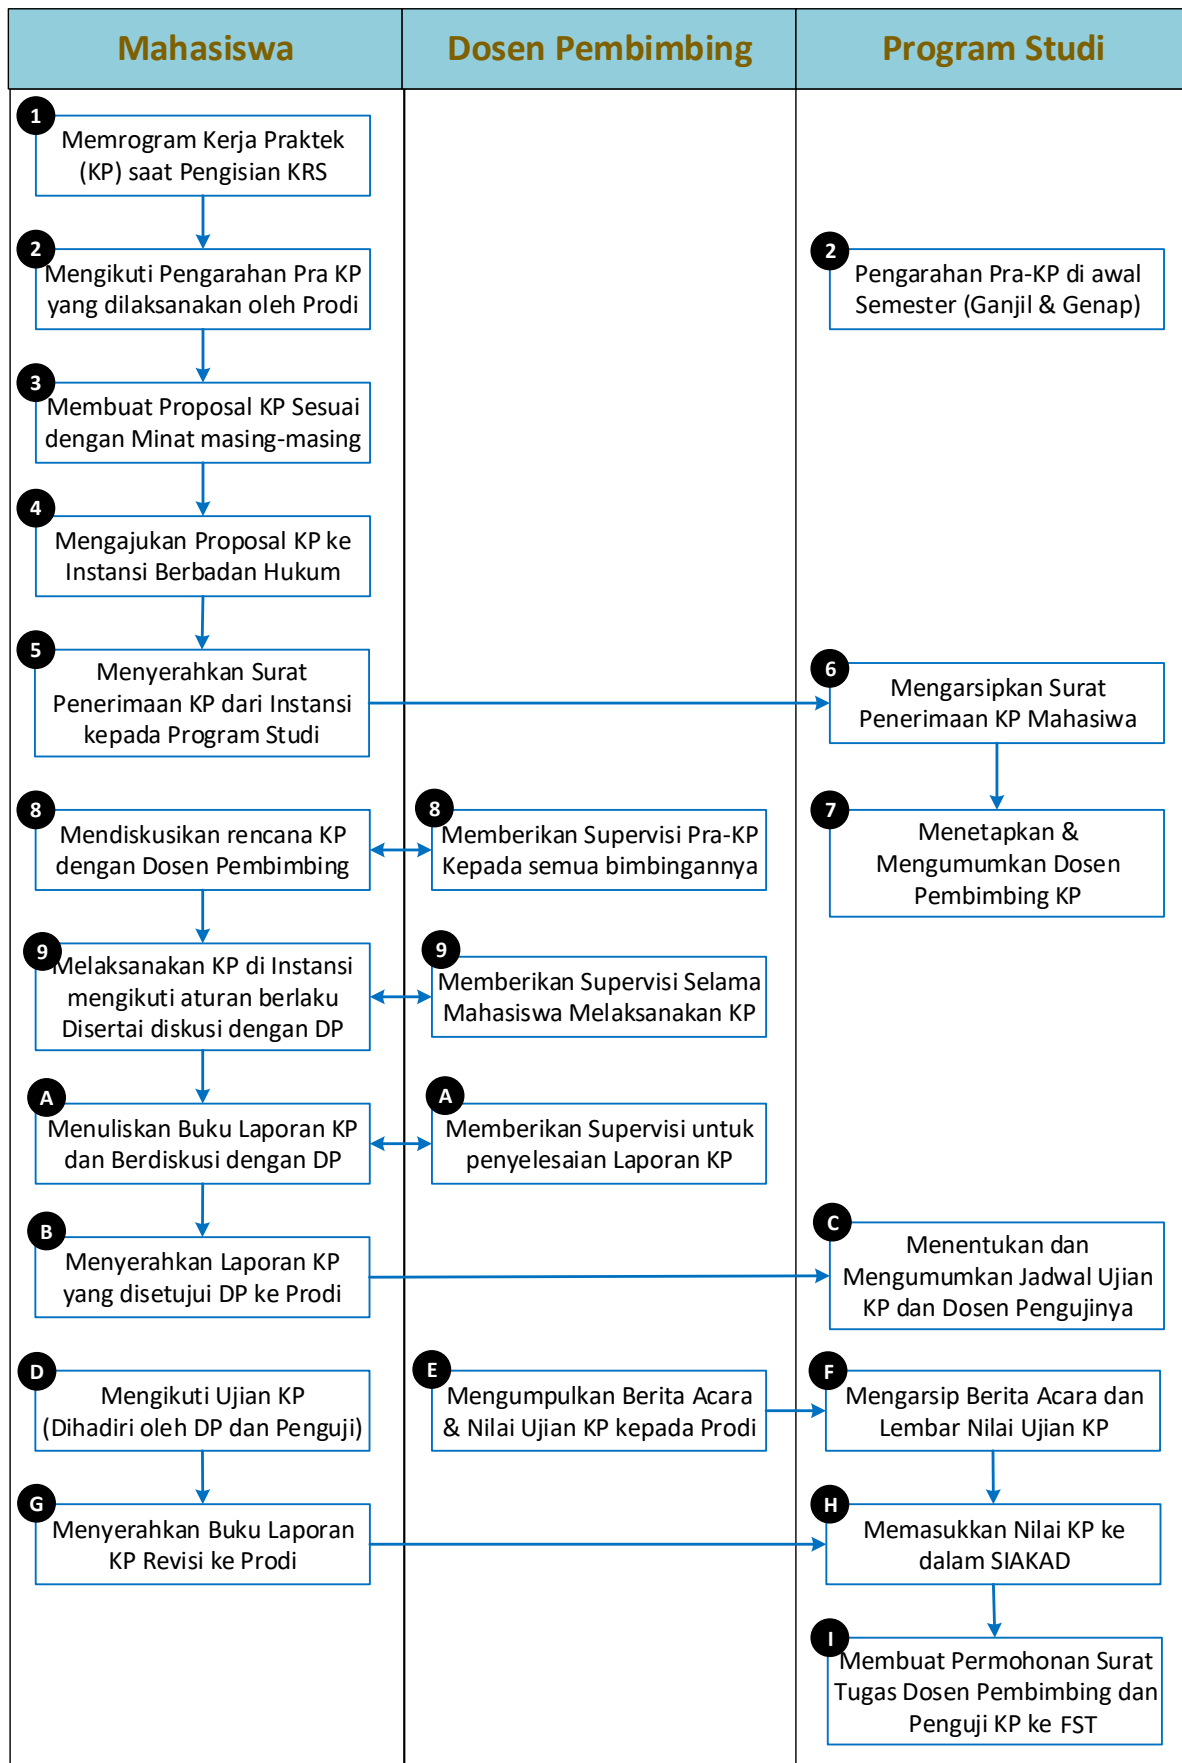 Mahasiswa
Dosen Pembimbing
Program Studi
1
Memrogram Kerja Praktek
(KP) saat Pengisian KRS
2
Mengikuti Pengarahan Pra KP
yang dilaksanakan oleh Prodi
2
Pengarahan Pra-KP di awal
Semester (Ganjil & Genap)
3
Membuat Proposal KP Sesuai
dengan Minat masing-masing
4
Mengajukan Proposal KP ke
Instansi Berbadan Hukum
5
Menyerahkan Surat
Penerimaan KP dari Instansi
kepada Program Studi
6
Mengarsipkan Surat
Penerimaan KP Mahasiwa
7
Menetapkan &
Mengumumkan Dosen
Pembimbing KP
8
Mendiskusikan rencana KP
dengan Dosen Pembimbing
8
Memberikan Supervisi Pra-KP
Kepada semua bimbingannya
9
Melaksanakan KP di Instansi
mengikuti aturan berlaku
Disertai diskusi dengan DP
9
Memberikan Supervisi Selama
Mahasiswa Melaksanakan KP
A
Menuliskan Buku Laporan KP
dan Berdiskusi dengan DP
A
Memberikan Supervisi untuk
penyelesaian Laporan KP
B
Menyerahkan Laporan KP
yang disetujui DP ke Prodi
C
Menentukan dan
Mengumumkan Jadwal Ujian
KP dan Dosen Pengujinya
D
Mengikuti Ujian KP
(Dihadiri oleh DP dan Penguji)
E
Mengumpulkan Berita Acara
& Nilai Ujian KP kepada Prodi
F
Mengarsip Berita Acara dan
Lembar Nilai Ujian KP
G
Menyerahkan Buku Laporan
KP Revisi ke Prodi
H
Memasukkan Nilai KP ke
dalam SIAKAD
I
Membuat Permohonan Surat
Tugas Dosen Pembimbing dan
Penguji KP ke FST